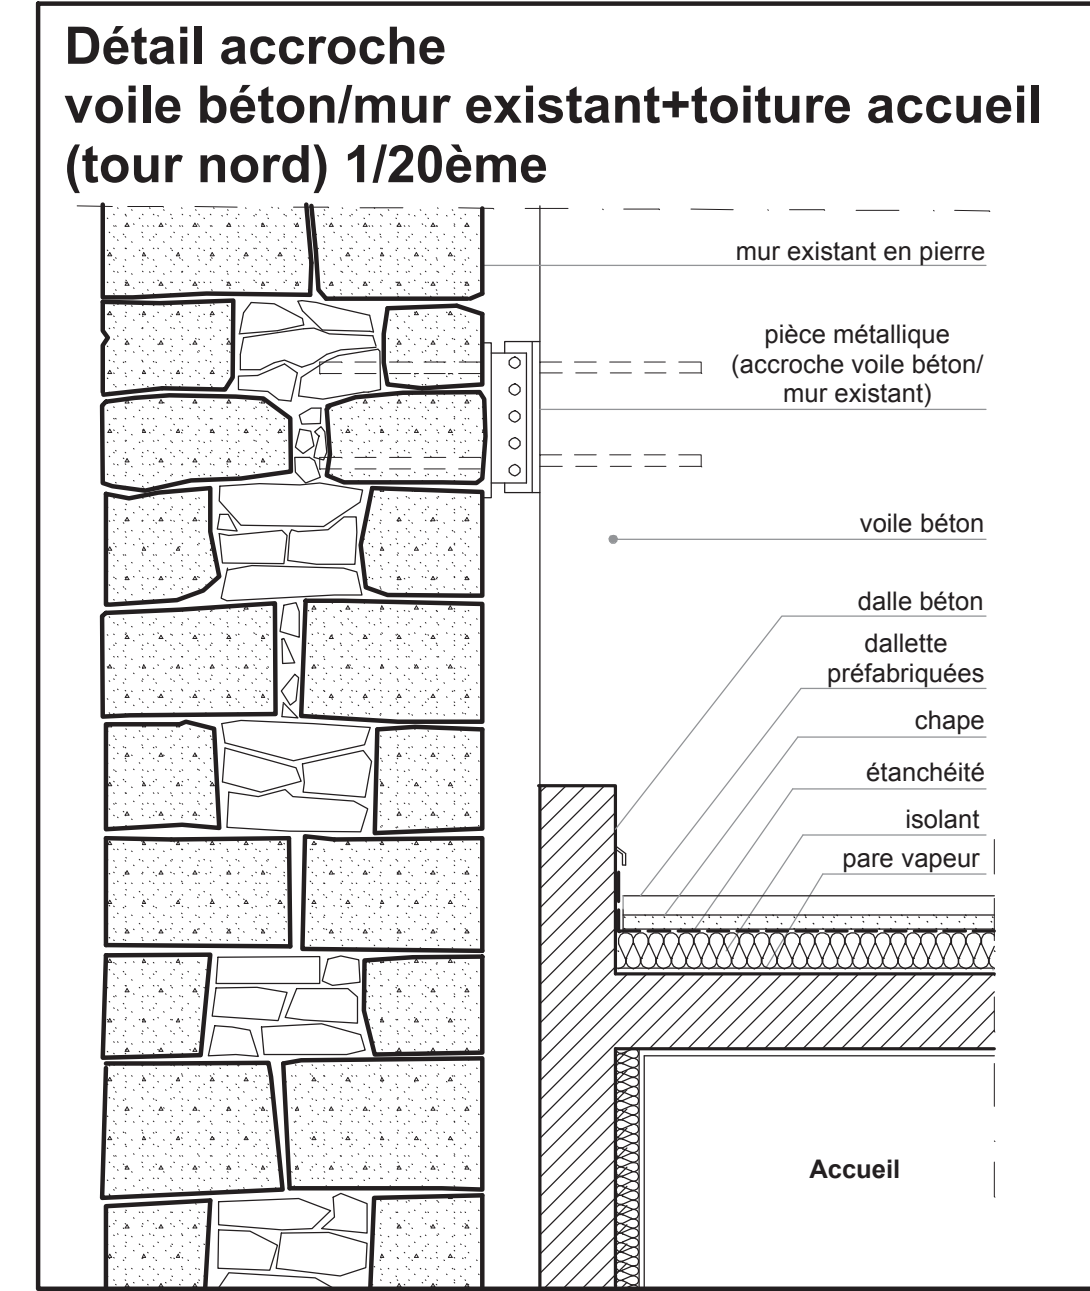 Détail accroche
voile béton/mur existant+toiture accueil
(tour nord) 1/20ème
mur existant en pierre
pièce métallique
(accroche voile béton/
mur existant)
voile béton
dalle béton
dallette
préfabriquées
chape
étanchéité
isolant
pare vapeur
Accueil